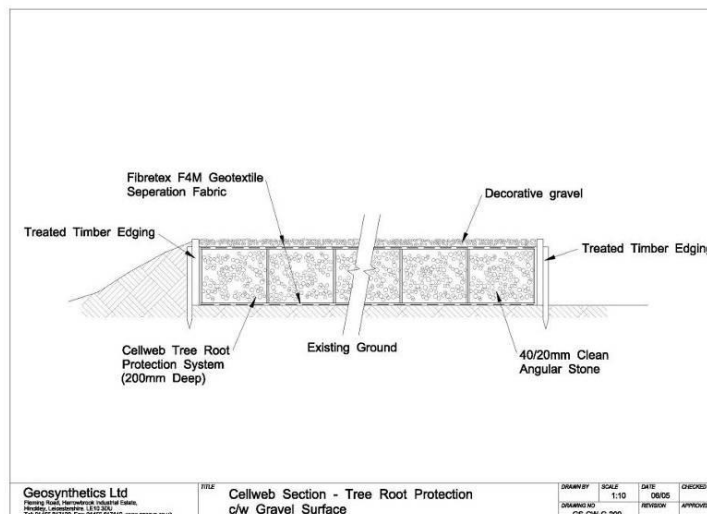 Fibretex F4M Geotextile
Seperation Fabric
Decorative gravel
Treated Timber Edging
Treated Timber Edging
Cellweb Tree Root
Protection System
(200mm Deep)
Existing Ground
40/20mm Clean
Angular Stone
Geosynthetics Ltd
Fleming Road, Harrowbrook Industrial Estate,
Hinckley, Leicestershire. LE10 3DU
TITLE
Cellweb Section - Tree Root Protection
c/w Gravel Surface
DRAWN BY
SCALE
1:10
DATE
06/05
CHECKED
DRAWING NO
REVISION
APPROVED